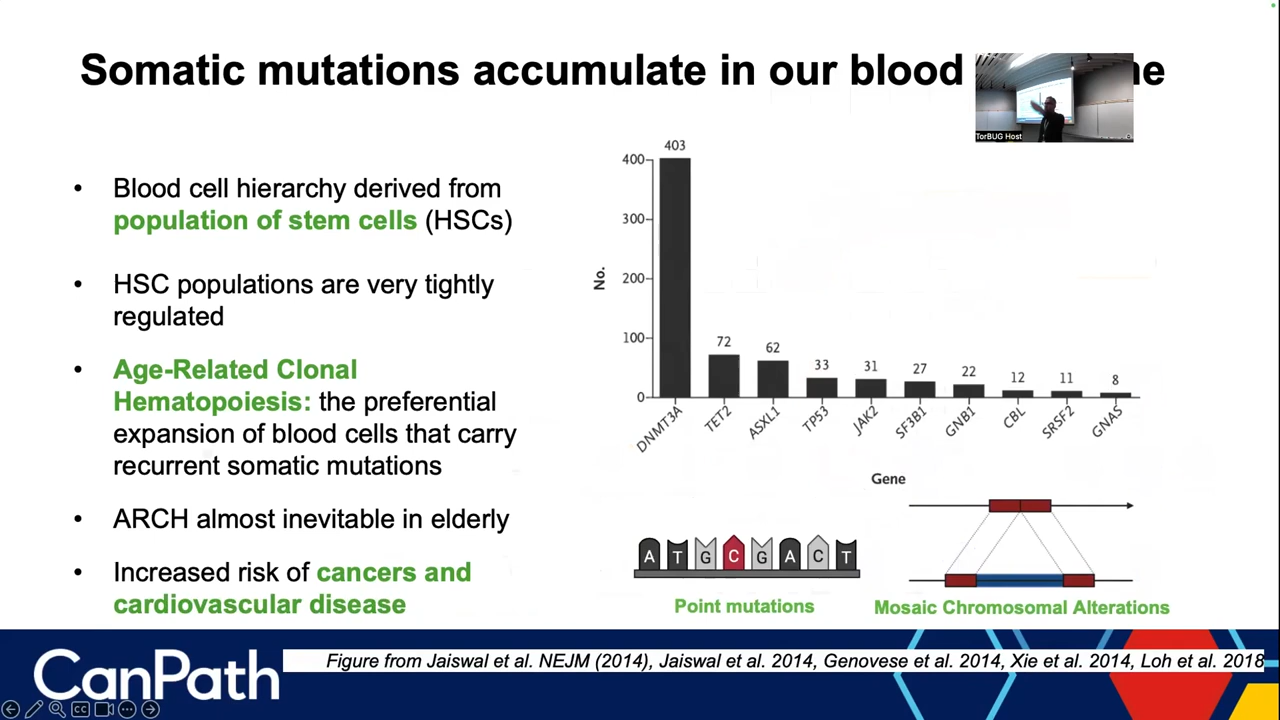 Somatic mutations accumulate in our blood
TorBUG Host
• Blood cell hierarchy derived from
population of stem cells (HSCs)
• HSC populations are very tightly
regulated
• Age-Related Clonal
Hematopoiesis: the preferential
expansion of blood cells that carry
recurrent somatic mutations
• ARCH almost inevitable in elderly
• Increased risk of cancers and
cardiovascular disease
No.
400
300
200
100
0
403
72
62
33
31
27
22
12
11
8
DNMT3A
TET2
ASXL1
TP53
JAK2
SF3B1
GNB1
CBL
SRSF2
GNAS
Gene
A T G C G A C T
Point mutations
Mosaic Chromosomal Alterations
CanPath
Figure from Jaiswal et al. NEJM (2014), Jaiswal et al. 2014, Genovese et al. 2014, Xie et al. 2014, Loh et al. 2018
CC